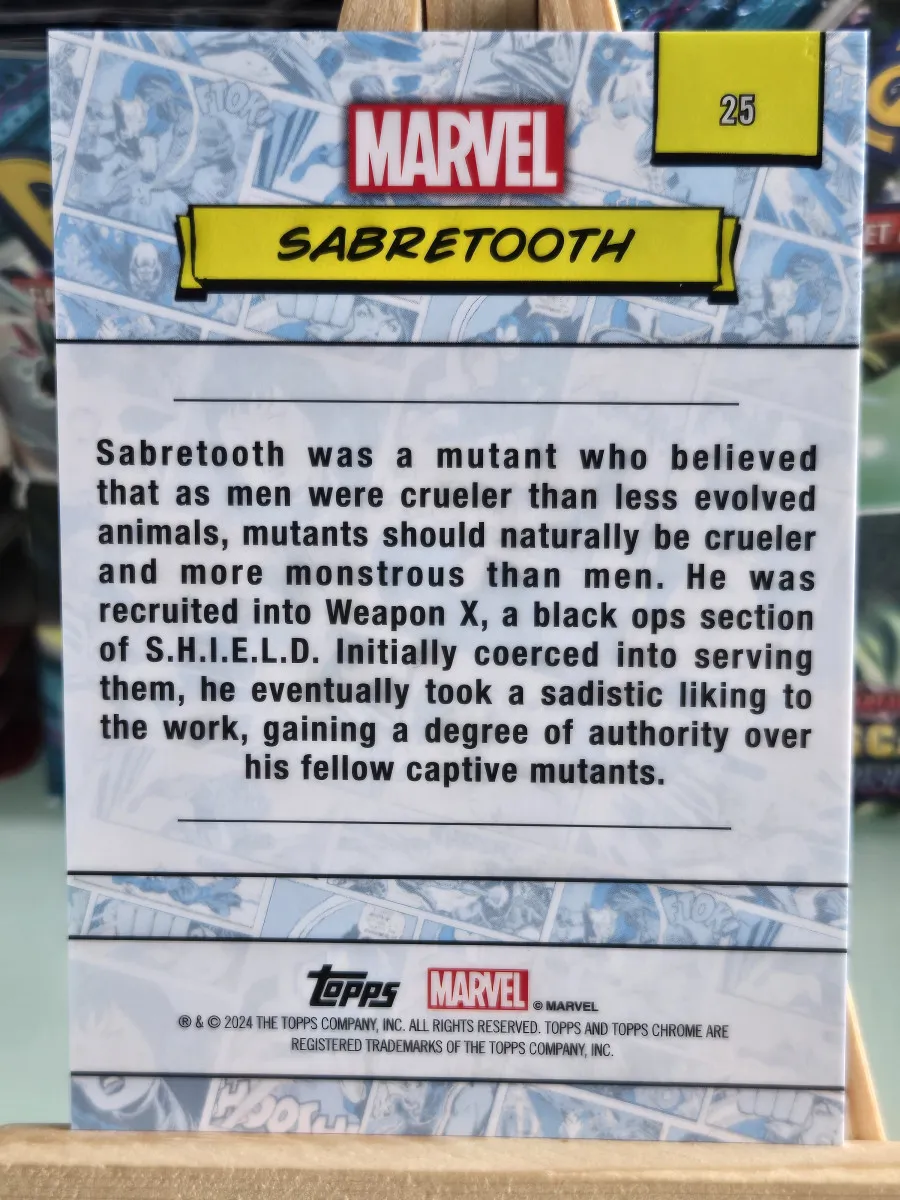 25
MARVEL
SABRETOOTH
Sabretooth was a mutant who believed
that as men were crueler than less evolved
animals, mutants should naturally be crueler
and more monstrous than men. He was
recruited into Weapon X, a black ops section
of S.H.I.E.L.D. Initially coerced into serving
them, he eventually took a sadistic liking to
the work, gaining a degree of authority over
his fellow captive mutants.
FTOK!
topps MARVEL © MARVEL
® & © 2024 THE TOPPS COMPANY, INC. ALL RIGHTS RESERVED. TOPPS AND TOPPS CHROME ARE
REGISTERED TRADEMARKS OF THE TOPPS COMPANY, INC.